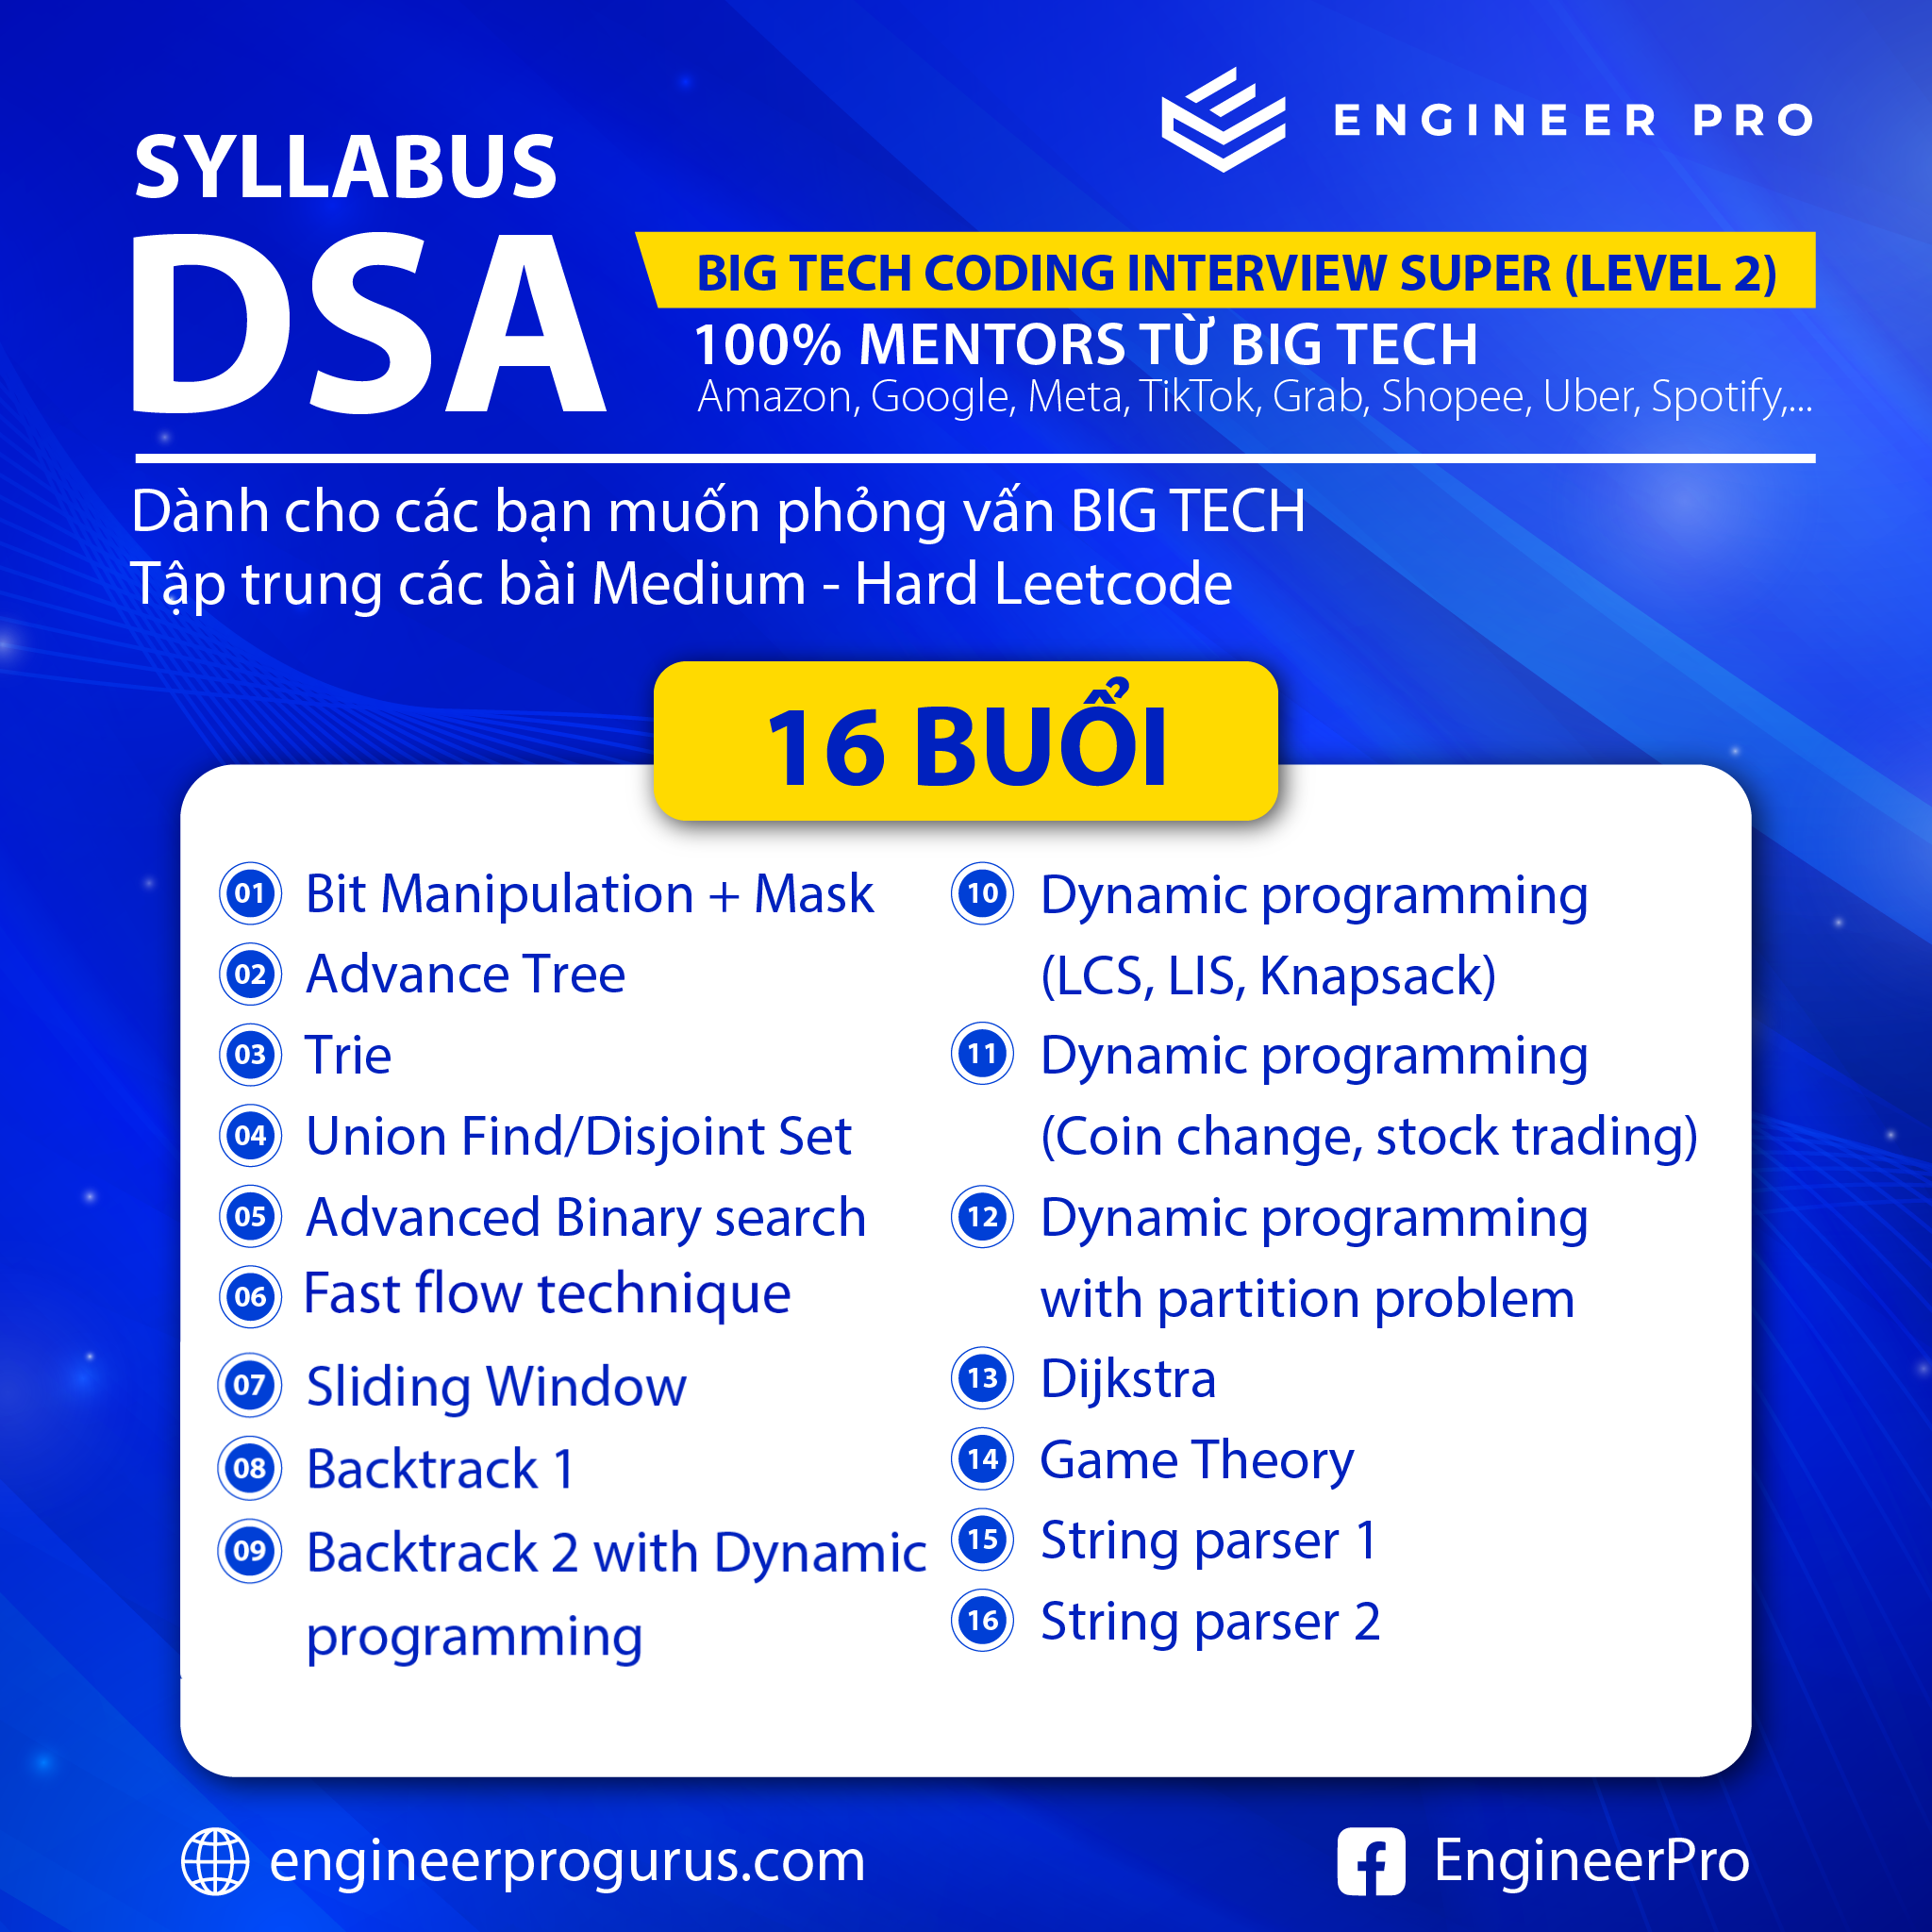 ENGINEER PRO
SYLLABUS
DSA
BIG TECH CODING INTERVIEW SUPER (LEVEL 2)
100% MENTORS TỪ BIG TECH
Amazon, Google, Meta, TikTok, Grab, Shopee, Uber, Spotify,...
Dành cho các bạn muốn phỏng vấn BIG TECH
Tập trung các bài Medium - Hard Leetcode
16 BUỔI
01 Bit Manipulation + Mask
02 Advance Tree
03 Trie
04 Union Find/Disjoint Set
05 Advanced Binary search
06 Fast flow technique
07 Sliding Window
08 Backtrack 1
09 Backtrack 2 with Dynamic
programming
10 Dynamic programming
(LCS, LIS, Knapsack)
11 Dynamic programming
(Coin change, stock trading)
12 Dynamic programming
with partition problem
13 Dijkstra
14 Game Theory
15 String parser 1
16 String parser 2
engineerprogurus.com
EngineerPro